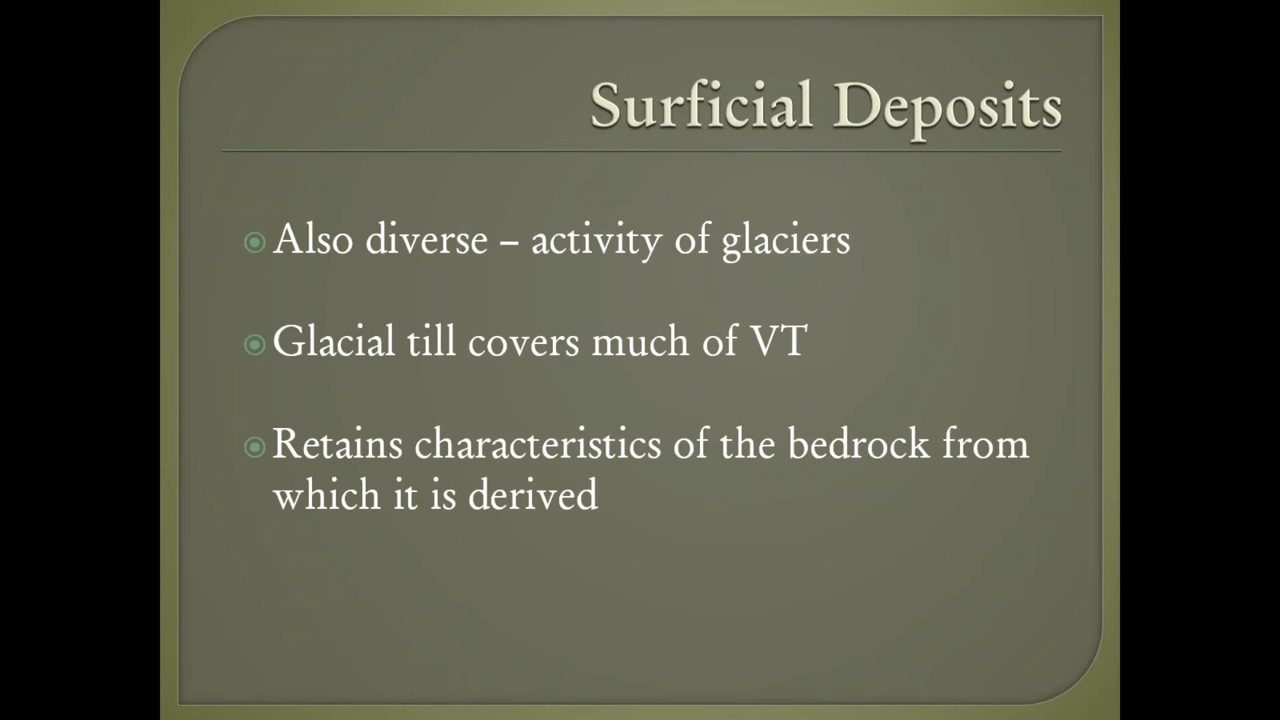 Surficial Deposits
Also diverse – activity of glaciers
Glacial till covers much of VT
Retains characteristics of the bedrock from
which it is derived